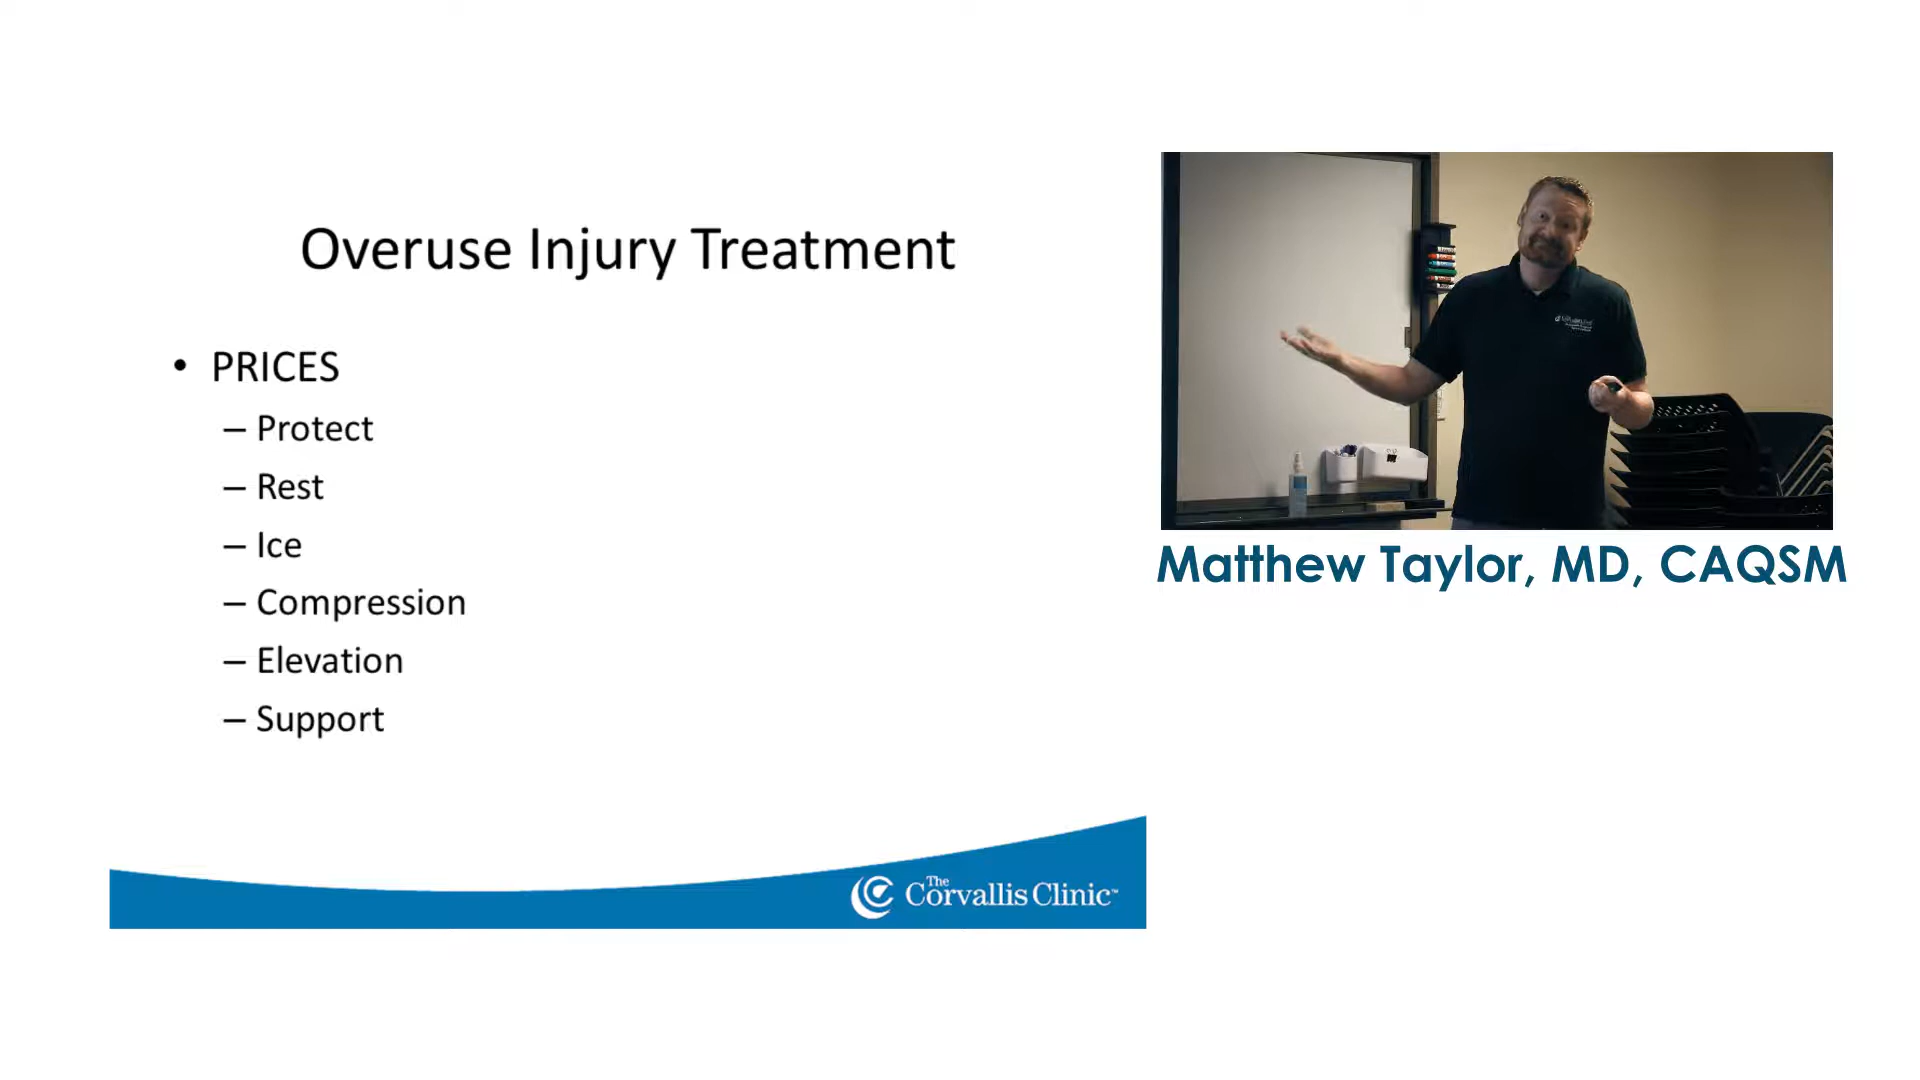 Overuse Injury Treatment
• PRICES
– Protect
– Rest
– Ice
– Compression
– Elevation
– Support
The Corvallis Clinic™
Matthew Taylor, MD, CAQSM